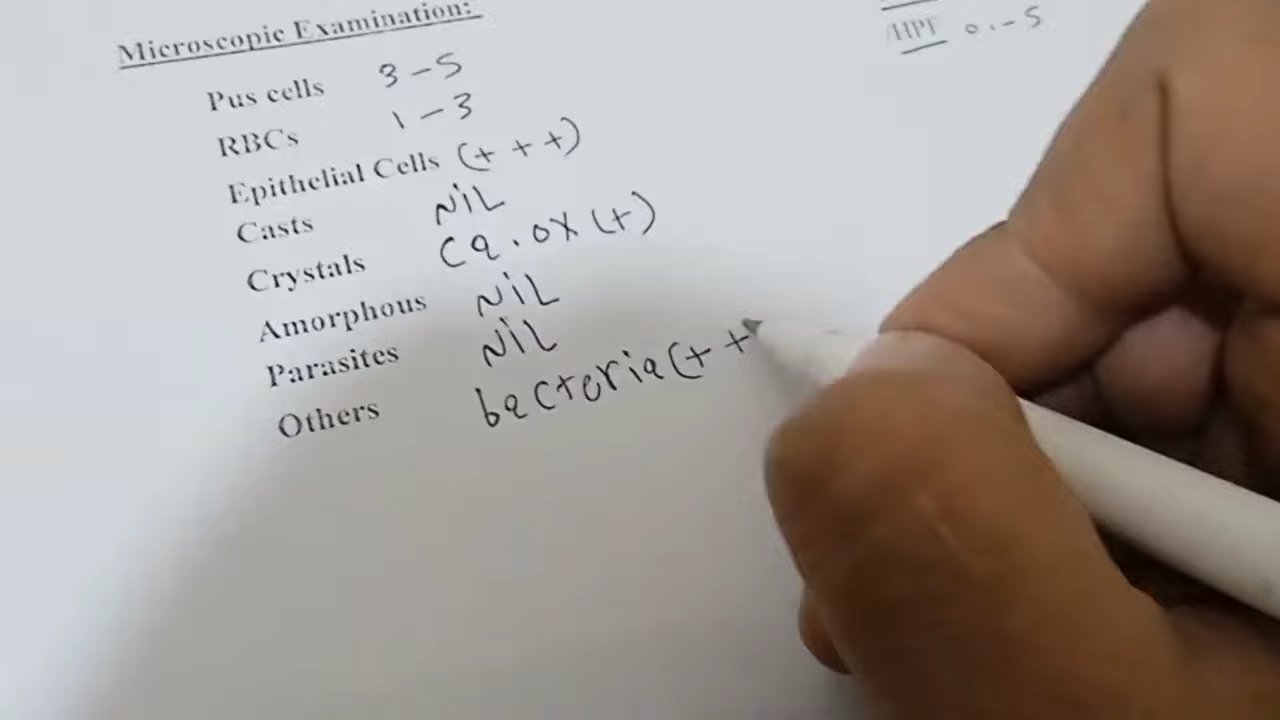 Microscopic Examination:
/HPF 0.-5
Pus cells 3-5
RBCs 1-3
Epithelial Cells (+ + +)
Casts NiL
Crystals Ca.ox (+)
Amorphous NiL
Parasites NiL
Others bacteria (+ +